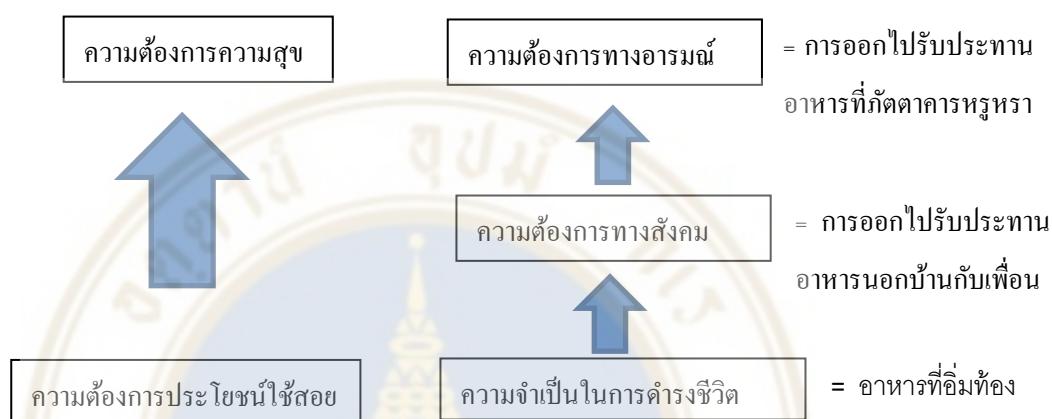 ความต้องการความสุข
ความต้องการทางอารมณ์
= การออกไปรับประทาน
อาหารที่ภัตตาคารหรูหรา
ความต้องการทางสังคม
= การออกไปรับประทาน
อาหารนอกบ้านกับเพื่อน
ความต้องการประโยชน์ใช้สอย
ความจำเป็นในการดำรงชีวิต
= อาหารที่อิ่มท้อง